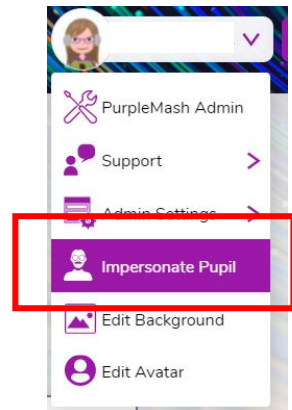 PurpleMash Admin
Support
Admin Settings
Impersonate Pupil
Edit Background
Edit Avatar